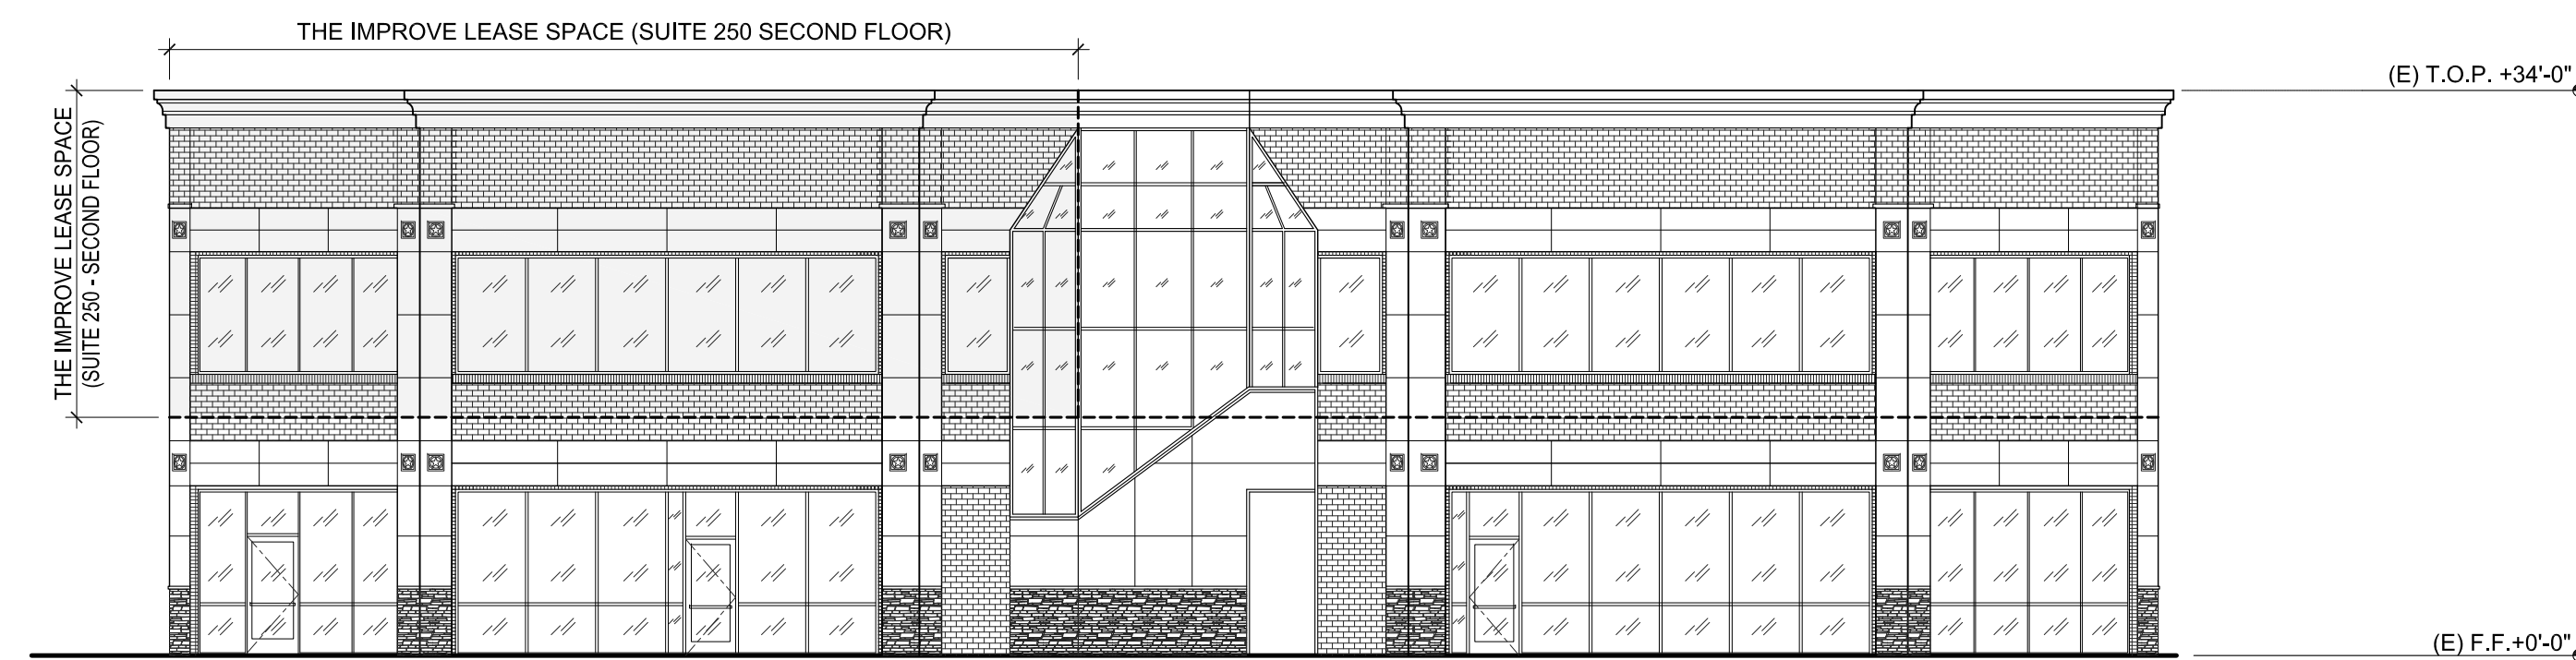 THE IMPROVE LEASE SPACE (SUITE 250 SECOND FLOOR)
(E) T.O.P. +34'-0"
THE IMPROVE LEASE SPACE
(SUITE 250 - SECOND FLOOR)
(E) F.F.+0'-0"